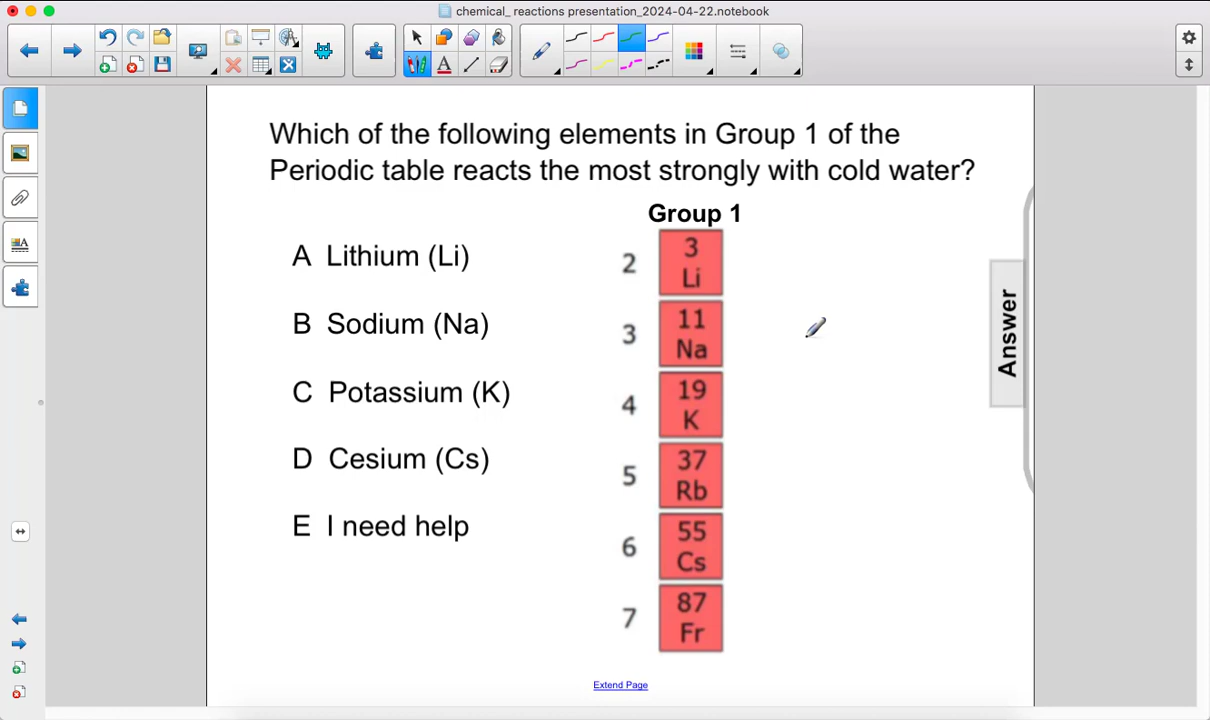 chemical_ reactions presentation_2024-04-22.notebook
Which of the following elements in Group 1 of the
Periodic table reacts the most strongly with cold water?
Group 1
A Lithium (Li)
B Sodium (Na)
C Potassium (K)
D Cesium (Cs)
E I need help
2
3
Li
3
11
Na
4
19
K
5
37
Rb
6
55
Cs
7
87
Fr
Answer
Extend Page